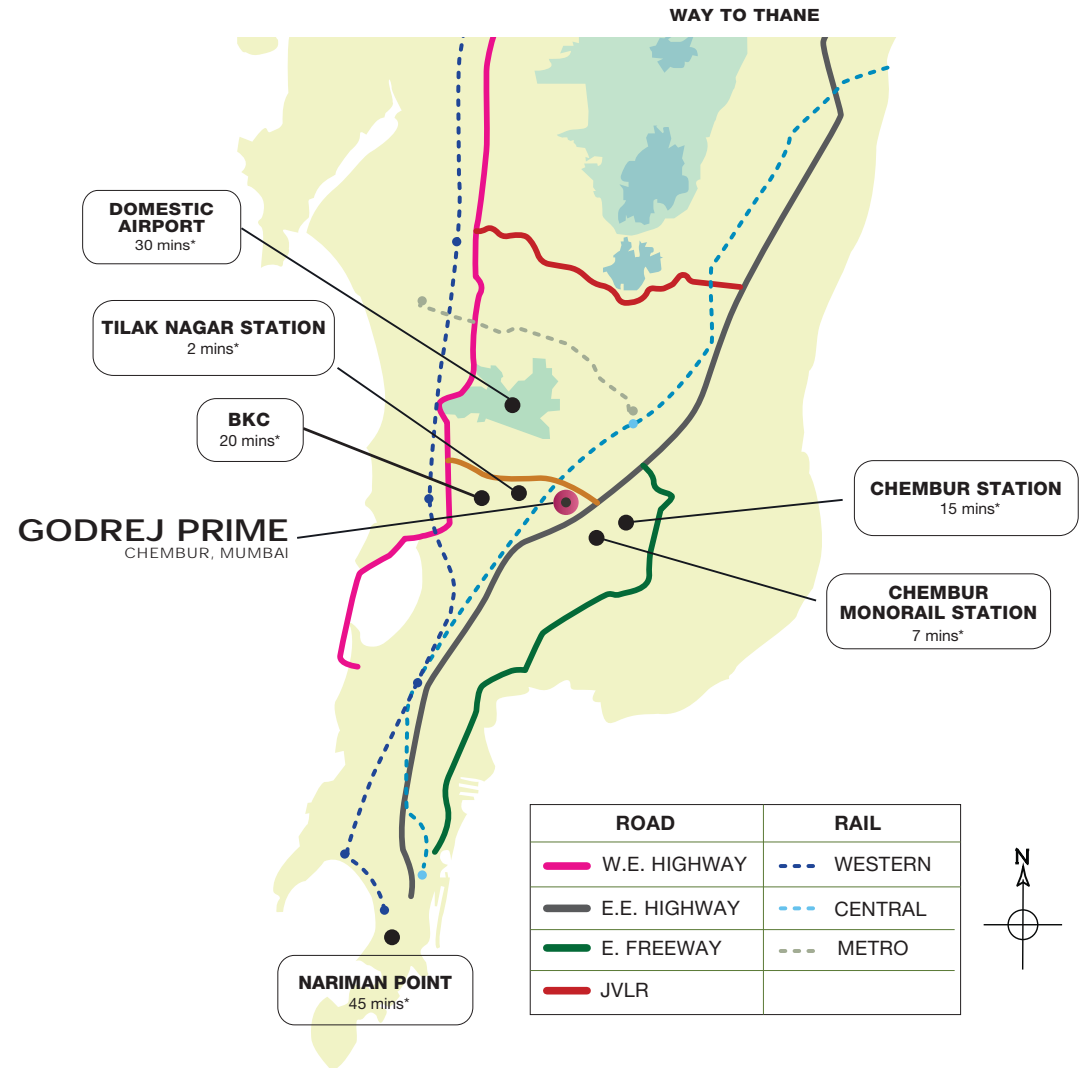 WAY TO THANE
DOMESTIC
AIRPORT
30 mins*
TILAK NAGAR STATION
2 mins*
BKC
20 mins*
GODREJ PRIME
CHEMBUR, MUMBAI
CHEMBUR STATION
15 mins*
CHEMBUR
MONORAIL STATION
7 mins*
NARIMAN POINT
45 mins*
ROAD RAIL
W.E. HIGHWAY WESTERN
E.E. HIGHWAY CENTRAL
E. FREEWAY METRO
JVLR
N